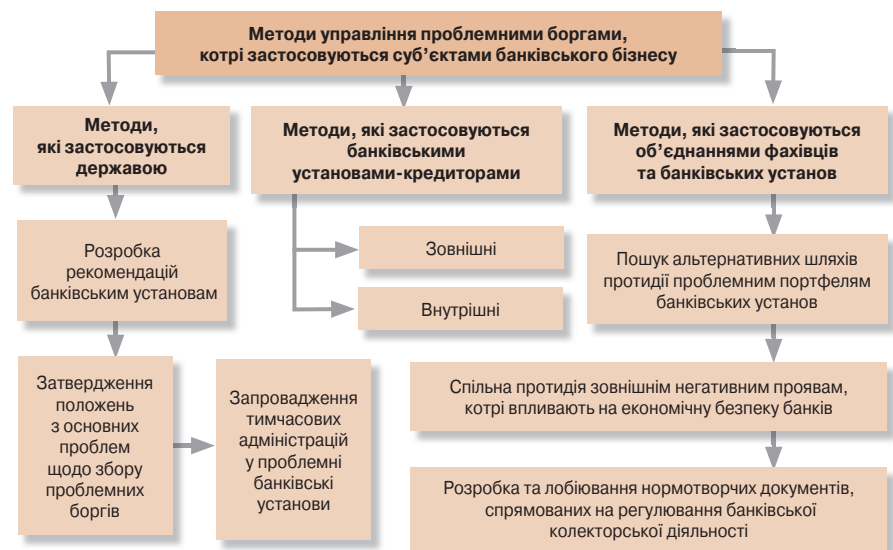 Методи управління проблемними боргами,
котрі застосовуються суб’єктами банківського бізнесу
Методи,
які застосовуються
державою
Методи, які застосовуються
банківськими
установами-кредиторами
Методи, які застосовуються
об’єднаннями фахівців
та банківських установ
Розробка
рекомендацій
банківським установам
Зовнішні
Внутрішні
Пошук альтернативних шляхів
протидії проблемним портфелям
банківських установ
Затвердження
положень
з основних
проблем
щодо збору
проблемних
боргів
Запровадження
тимчасових
адміністрацій
у проблемні
банківські
установи
Спільна протидія зовнішнім негативним проявам,
котрі впливають на економічну безпеку банків
Розробка та лобіювання нормотворчих документів,
спрямованих на регулювання банківської
колекторської діяльності